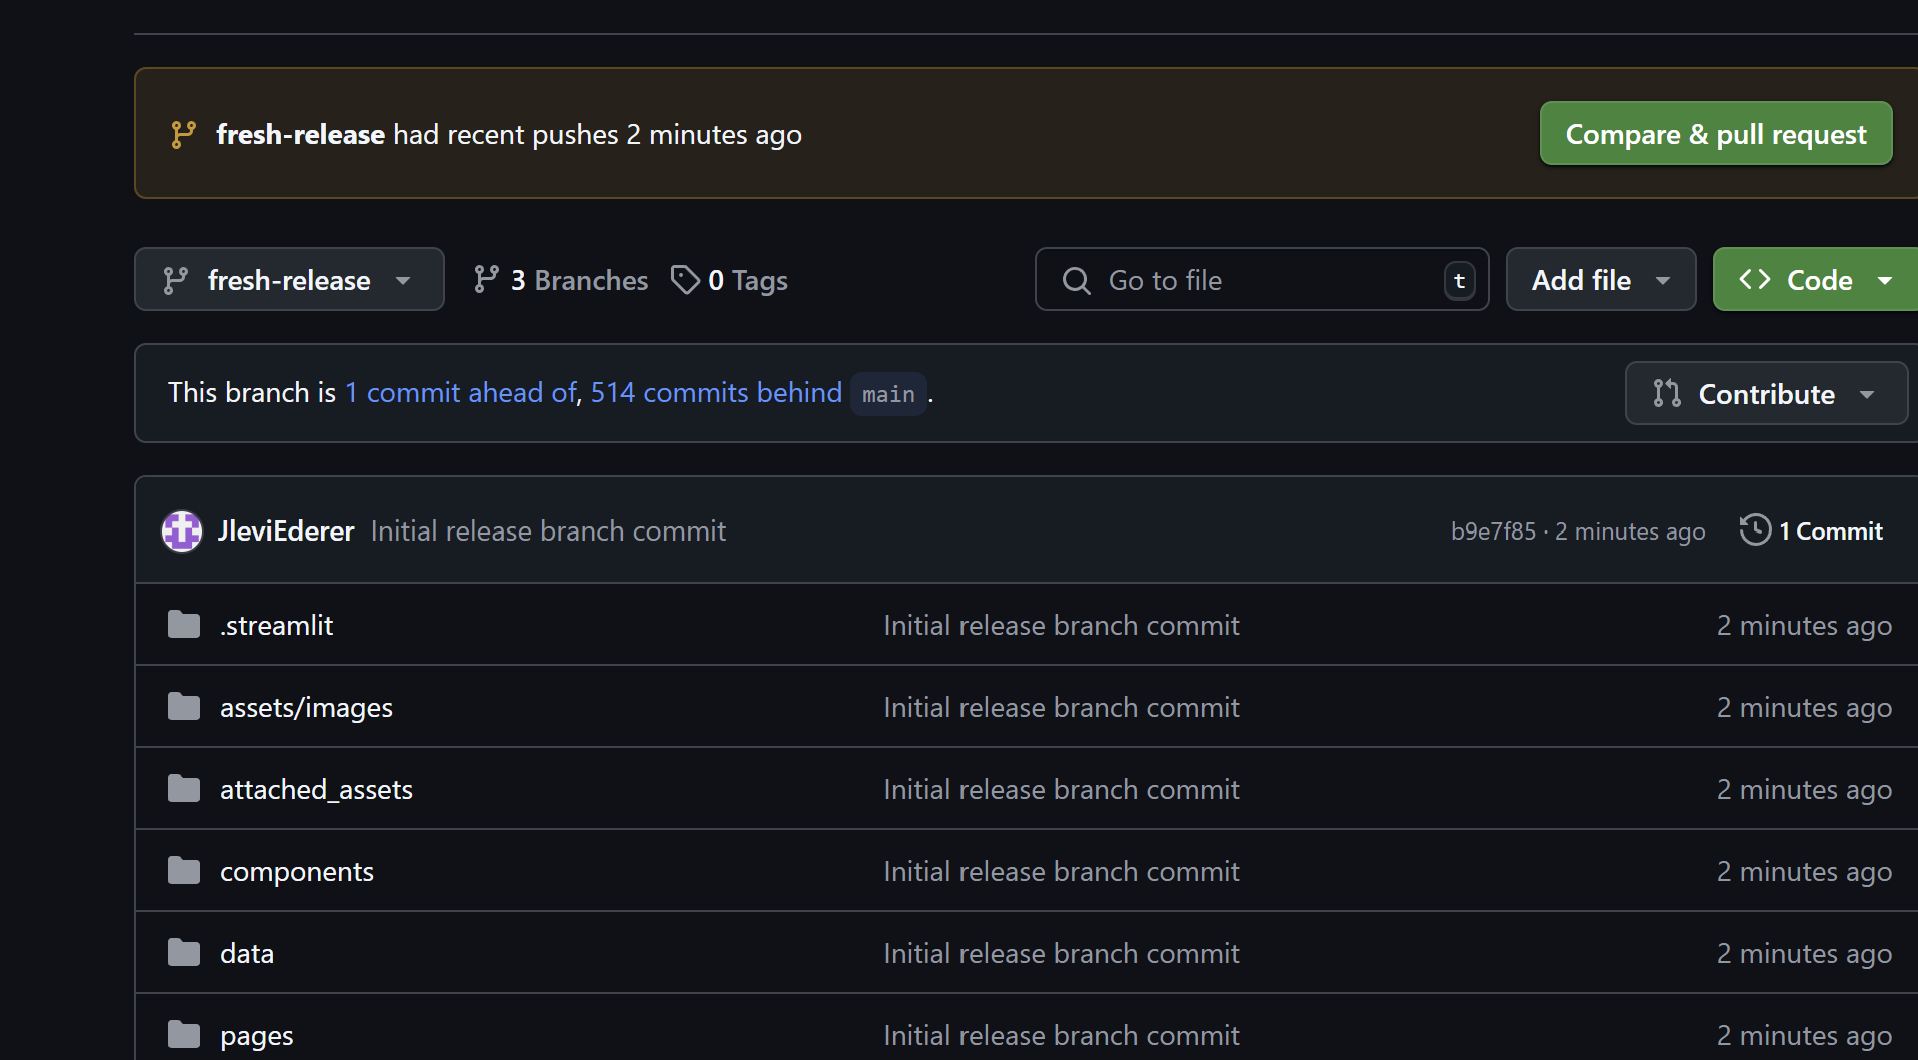 fresh-release had recent pushes 2 minutes ago
Compare & pull request
fresh-release
3 Branches
0 Tags
Go to file
t
Add file
Code
This branch is 1 commit ahead of, 514 commits behind main .
Contribute
JleviEderer Initial release branch commit
b9e7f85 · 2 minutes ago
1 Commit
.streamlit Initial release branch commit 2 minutes ago
assets/images Initial release branch commit 2 minutes ago
attached_assets Initial release branch commit 2 minutes ago
components Initial release branch commit 2 minutes ago
data Initial release branch commit 2 minutes ago
pages Initial release branch commit 2 minutes ago